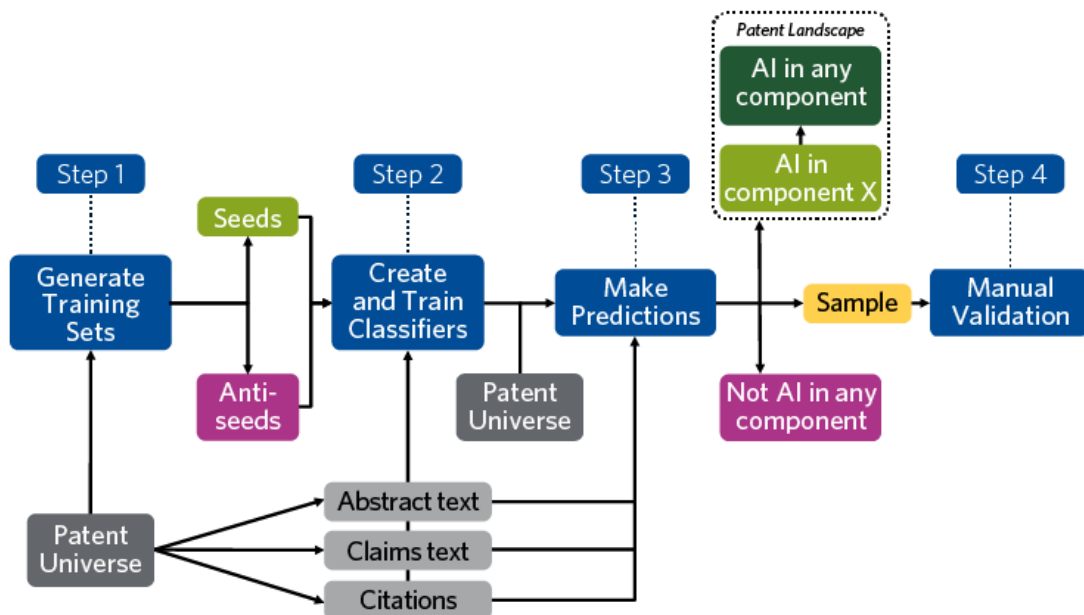 Patent Landscape
AI in any
component
AI in
component X
Step 1
Step 2
Step 3
Step 4
Seeds
Generate
Training
Sets
Create
and Train
Classifiers
Make
Predictions
Sample
Manual
Validation
Anti-
seeds
Patent
Universe
Not AI in any
component
Abstract text
Patent
Universe
Claims text
Citations